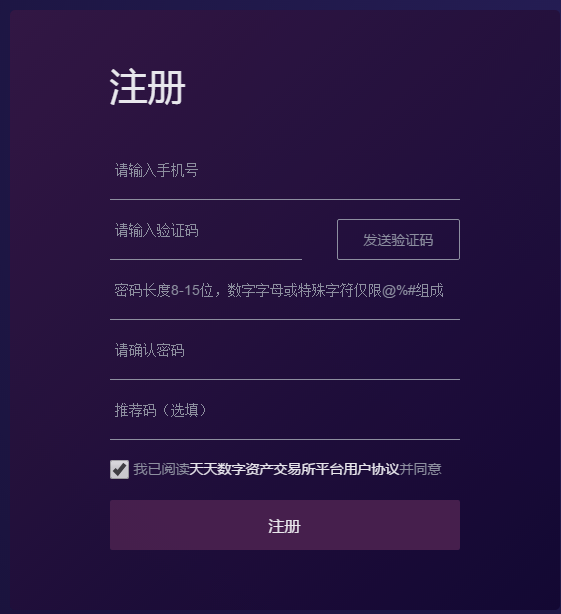 注册
请输入手机号
请输入验证码
发送验证码
密码长度8-15位，数字字母或特殊字符仅限@%#组成
请确认密码
推荐码（选填）
我已阅读天天数字资产交易所平台用户协议并同意
注册